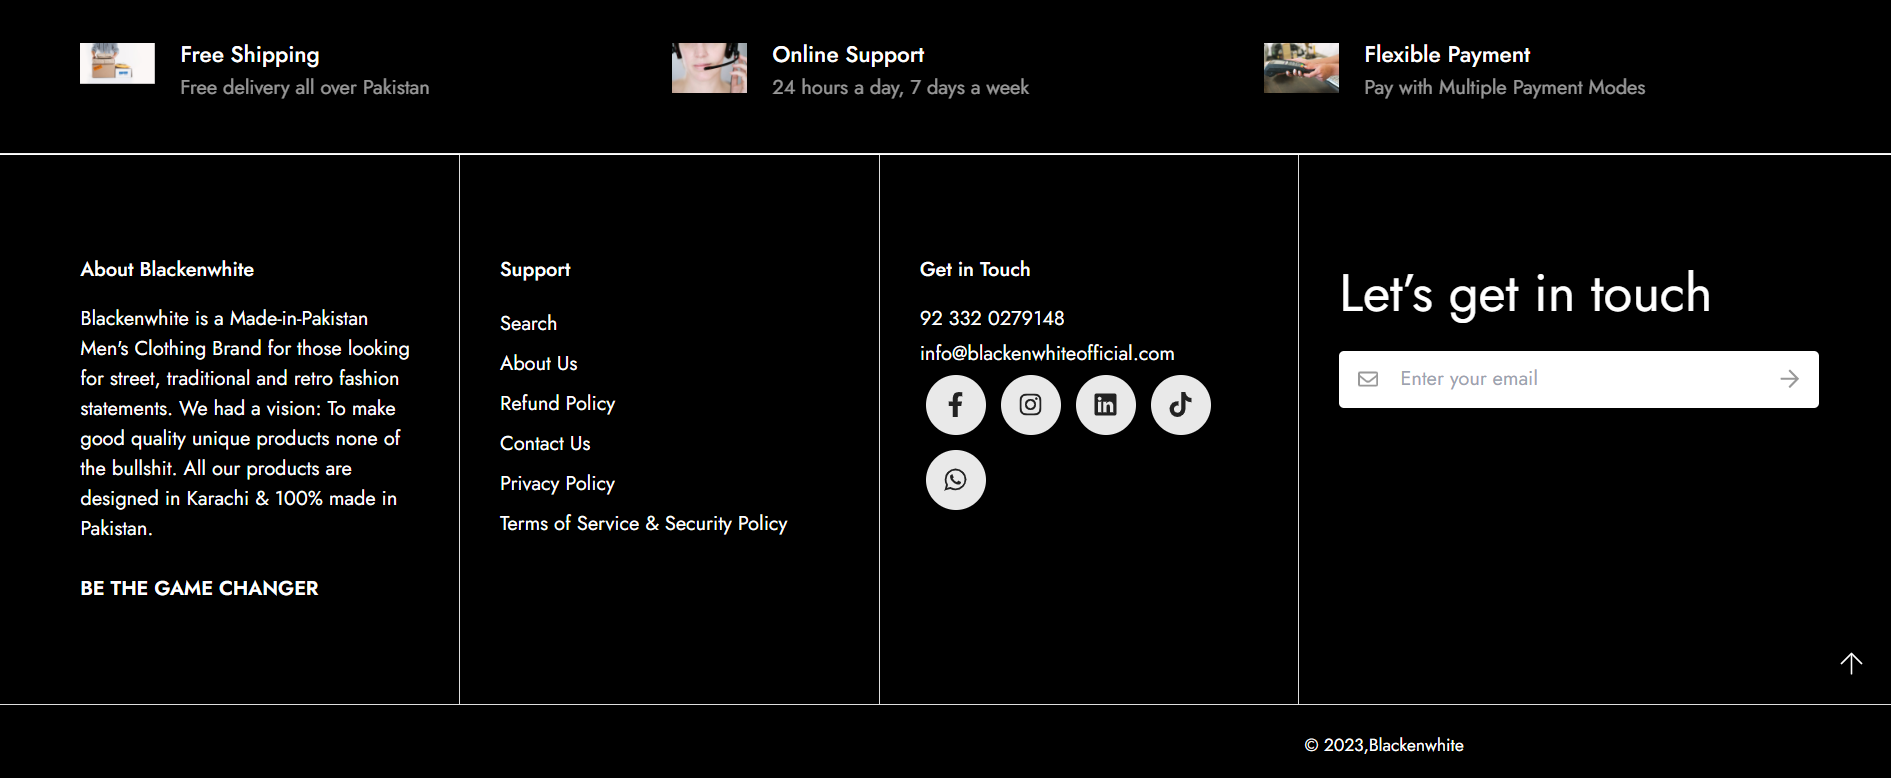 Free Shipping
Free delivery all over Pakistan
Online Support
24 hours a day, 7 days a week
Flexible Payment
Pay with Multiple Payment Modes
About Blackenwhite
Blackenwhite is a Made-in-Pakistan
Men's Clothing Brand for those looking
for street, traditional and retro fashion
statements. We had a vision: To make
good quality unique products none of
the bullshit. All our products are
designed in Karachi & 100% made in
Pakistan.
BE THE GAME CHANGER
Support
Search
About Us
Refund Policy
Contact Us
Privacy Policy
Terms of Service & Security Policy
Get in Touch
92 332 0279148
info@blackenwhiteofficial.com
Let's get in touch
Enter your email
© 2023,Blackenwhite